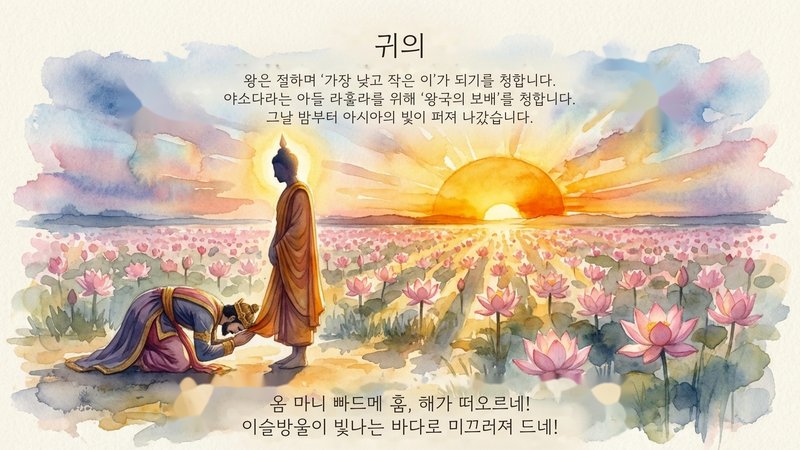 귀의
왕은 절하며 ‘가장 낮고 작은 이’가 되기를 청합니다.
야소다라는 아들 라훌라를 위해 ‘왕국의 보배’를 청합니다.
그날 밤부터 아시아의 빛이 퍼져 나갔습니다.
옴 마니 빠드메 훔, 해가 떠오르네!
이슬방울이 빛나는 바다로 미끄러져 드네!